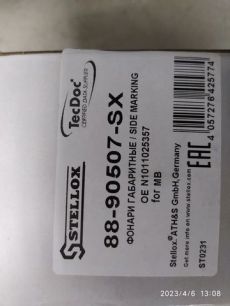 STELLOX
TecDoc
CERTIFIED DATA SUPPLIER
88-90507-SX
ФОНАРИ ГАБАРИТНЫЕ / SIDE MARKING
OE N1011025357
for MB
Stellox® ATH&S GmbH, Germany
Get more info on www.stellox.com
ST0231
EAC
4 057276 425774
2023/4/6 13:08